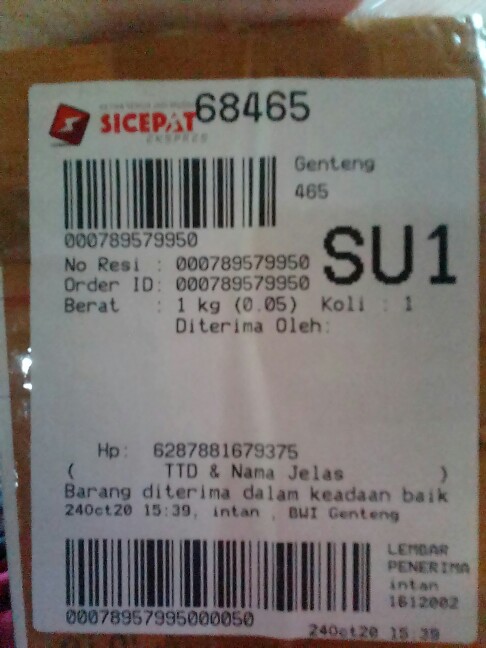 SICEPAT 68465
EKSPRES
Genteng
465
000789579950
SU1
No Resi : 000789579950
Order ID: 000789579950
Berat : 1 kg (0.05) Koli : 1
Diterima Oleh:
Hp: 6287881679375
( TTD & Nama Jelas )
Barang diterima dalam keadaan baik
24Oct20 15:39, intan , BWI Genteng
LEMBAR
PENERIMA
intan
1612002
00078957995000050
24Oct20 15:39